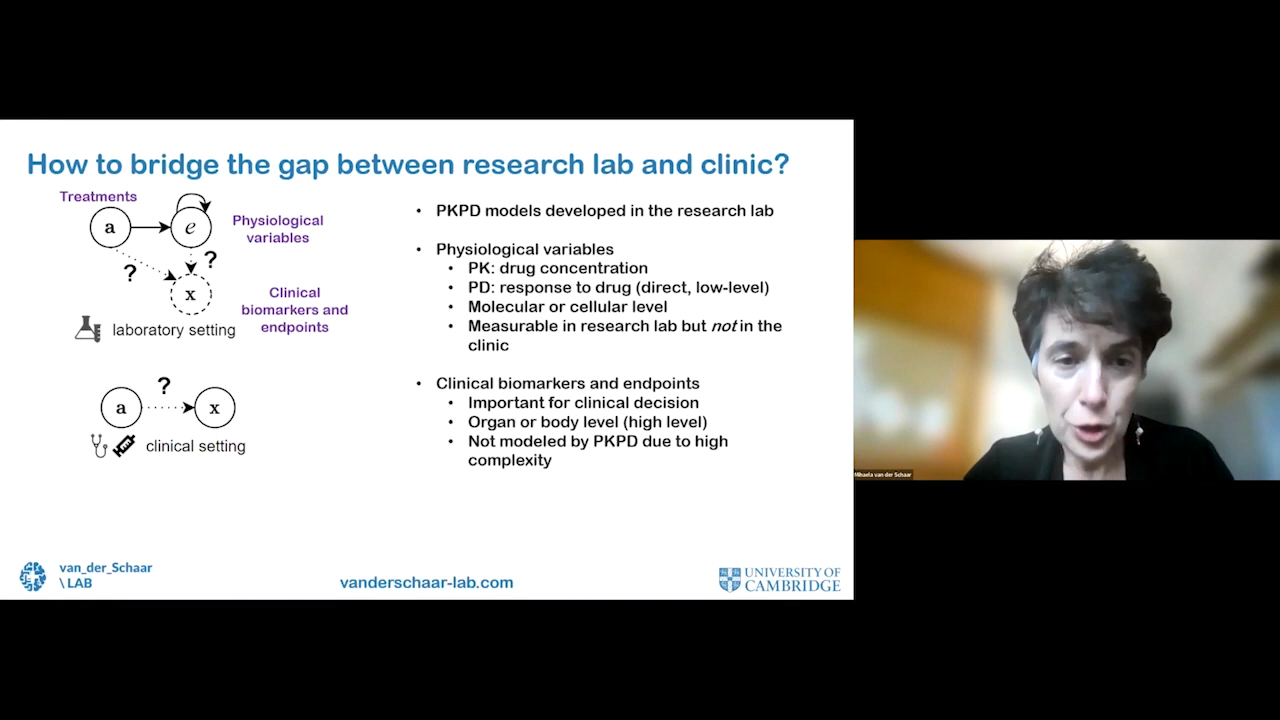 How to bridge the gap between research lab and clinic?
Treatments
a
e
Physiological
variables
?
?
x
Clinical
biomarkers and
endpoints
laboratory setting
?
a
x
clinical setting
• PKPD models developed in the research lab
• Physiological variables
• PK: drug concentration
• PD: response to drug (direct, low-level)
• Molecular or cellular level
• Measurable in research lab but not in the
clinic
• Clinical biomarkers and endpoints
• Important for clinical decision
• Organ or body level (high level)
• Not modeled by PKPD due to high
complexity
van_der_Schaar
\ LAB
vanderschaar-lab.com
UNIVERSITY OF
CAMBRIDGE
Mihaela van der Schaar